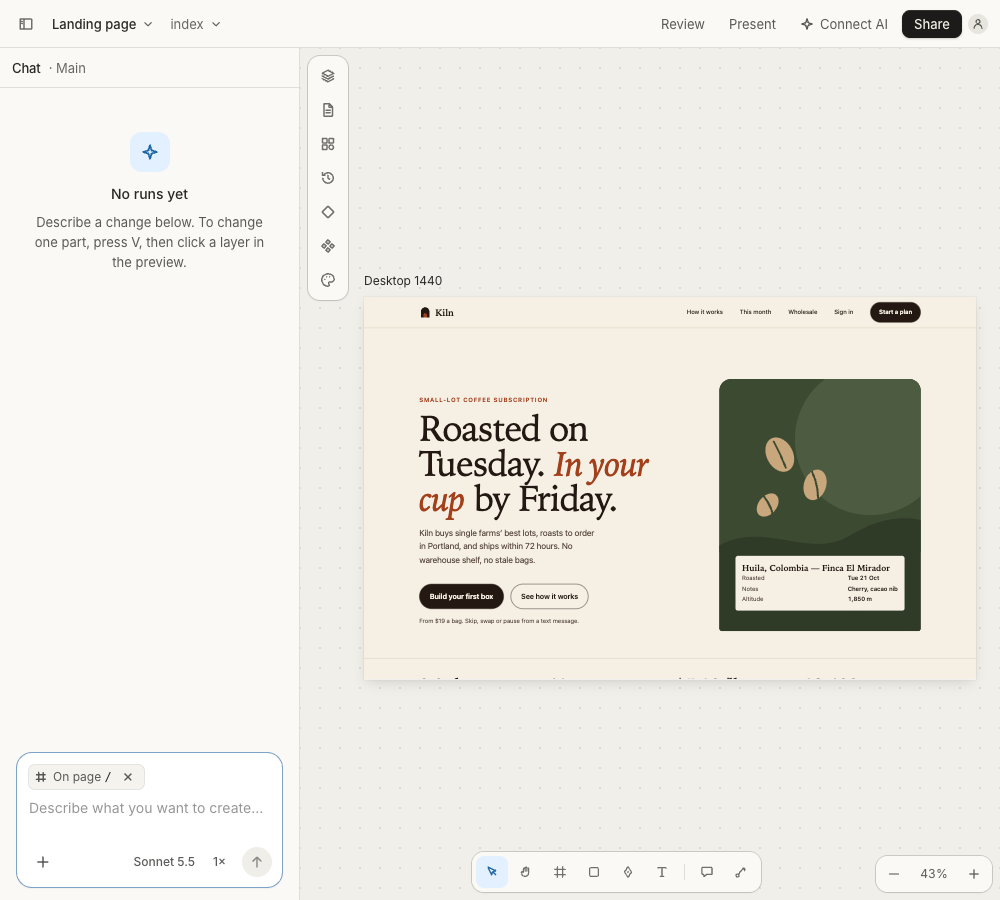 Landing page
index
Review
Present
Connect AI
Share
Chat · Main
No runs yet
Describe a change below. To change
one part, press V, then click a layer in
the preview.
On page /
Describe what you want to create...
Sonnet 5.5
1×
Desktop 1440
Kiln
How it works
This month
Wholesale
Sign in
Start a plan
SMALL-LOT COFFEE SUBSCRIPTION
Roasted on
Tuesday. In your
cup by Friday.
Kiln buys single farms' best lots, roasts to order
in Portland, and ships within 72 hours. No
warehouse shelf, no stale bags.
Build your first box
See how it works
From $19 a bag. Skip, swap or pause from a text message.
Huila, Colombia — Finca El Mirador
Roasted Tue 21 Oct
Notes Cherry, cacao nib
Altitude 1,850 m
43%